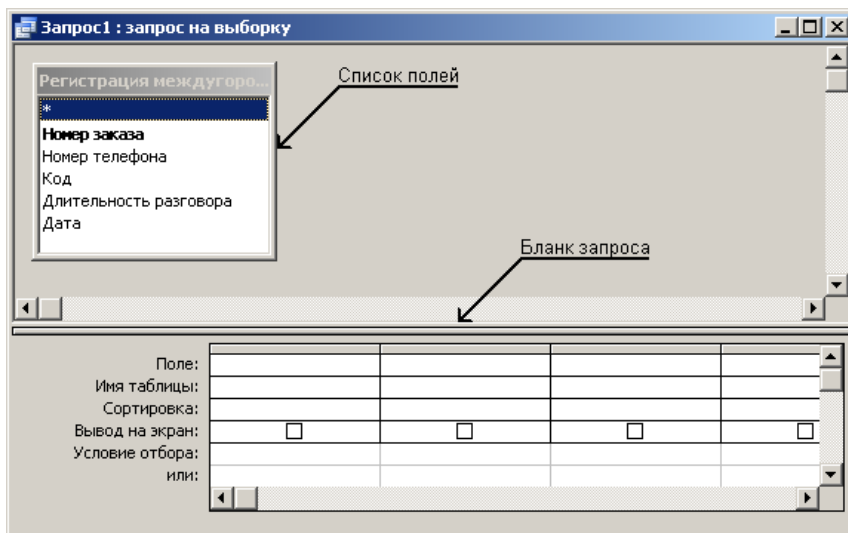 Запрос1 : запрос на выборку
Регистрация междугоро...
Список полей
*
Номер заказа
Номер телефона
Код
Длительность разговора
Дата
Бланк запроса
Поле:
Имя таблицы:
Сортировка:
Вывод на экран:
Условие отбора:
или: